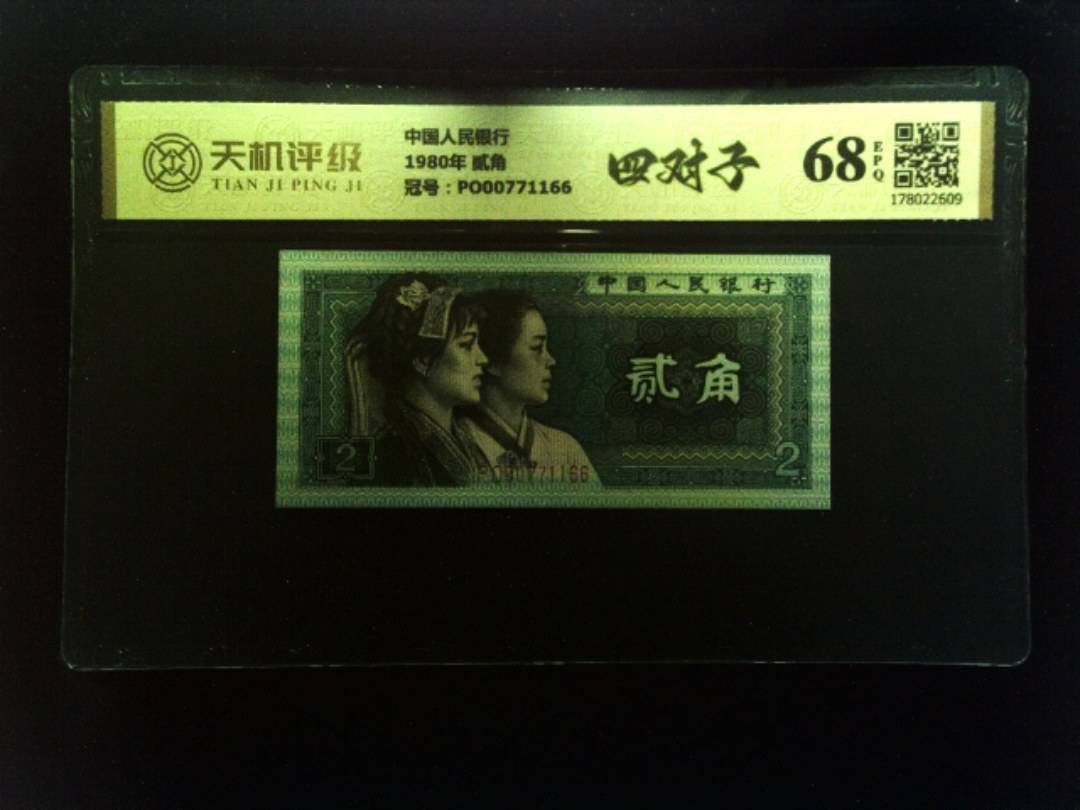 天机评级
TIAN JI PING JI
中国人民银行
1980年 贰角
冠号：PO00771166
四对子
68
EPQ
178022609
中国人民银行
贰角
2
2
PO00771166